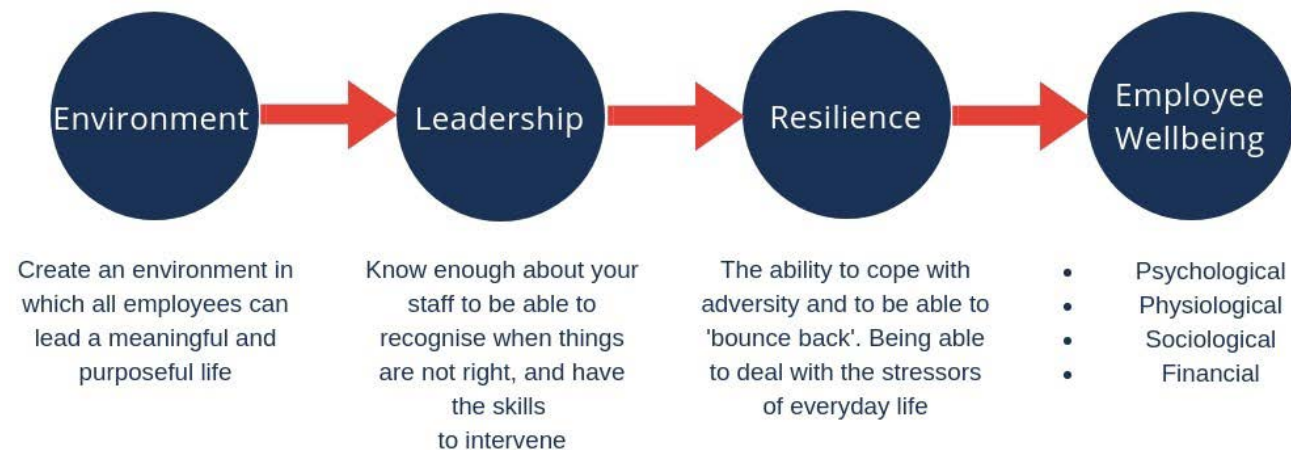 Environment
Leadership
Resilience
Employee
Wellbeing
Create an environment in
which all employees can
lead a meaningful and
purposeful life
Know enough about your
staff to be able to
recognise when things
are not right, and have
the skills
to intervene
The ability to cope with
adversity and to be able to
'bounce back'. Being able
to deal with the stressors
of everyday life
• Psychological
• Physiological
• Sociological
• Financial